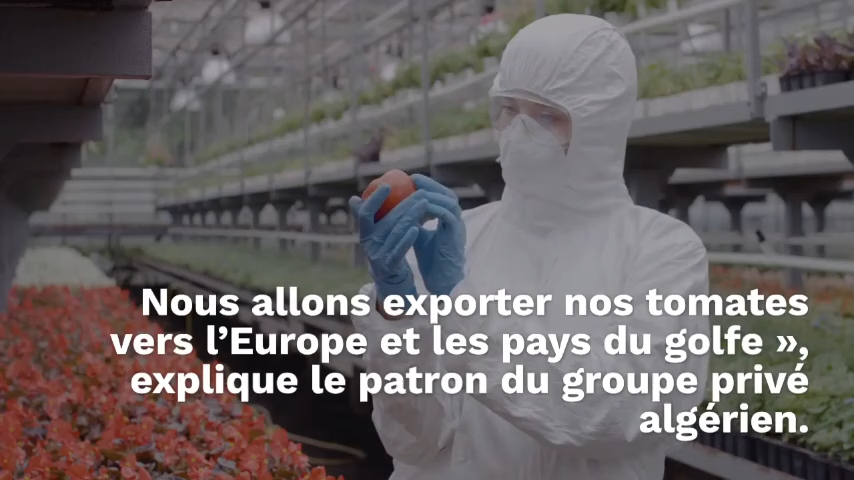 Nous allons exporter nos tomates
vers l’Europe et les pays du golfe »,
explique le patron du groupe privé
algérien.